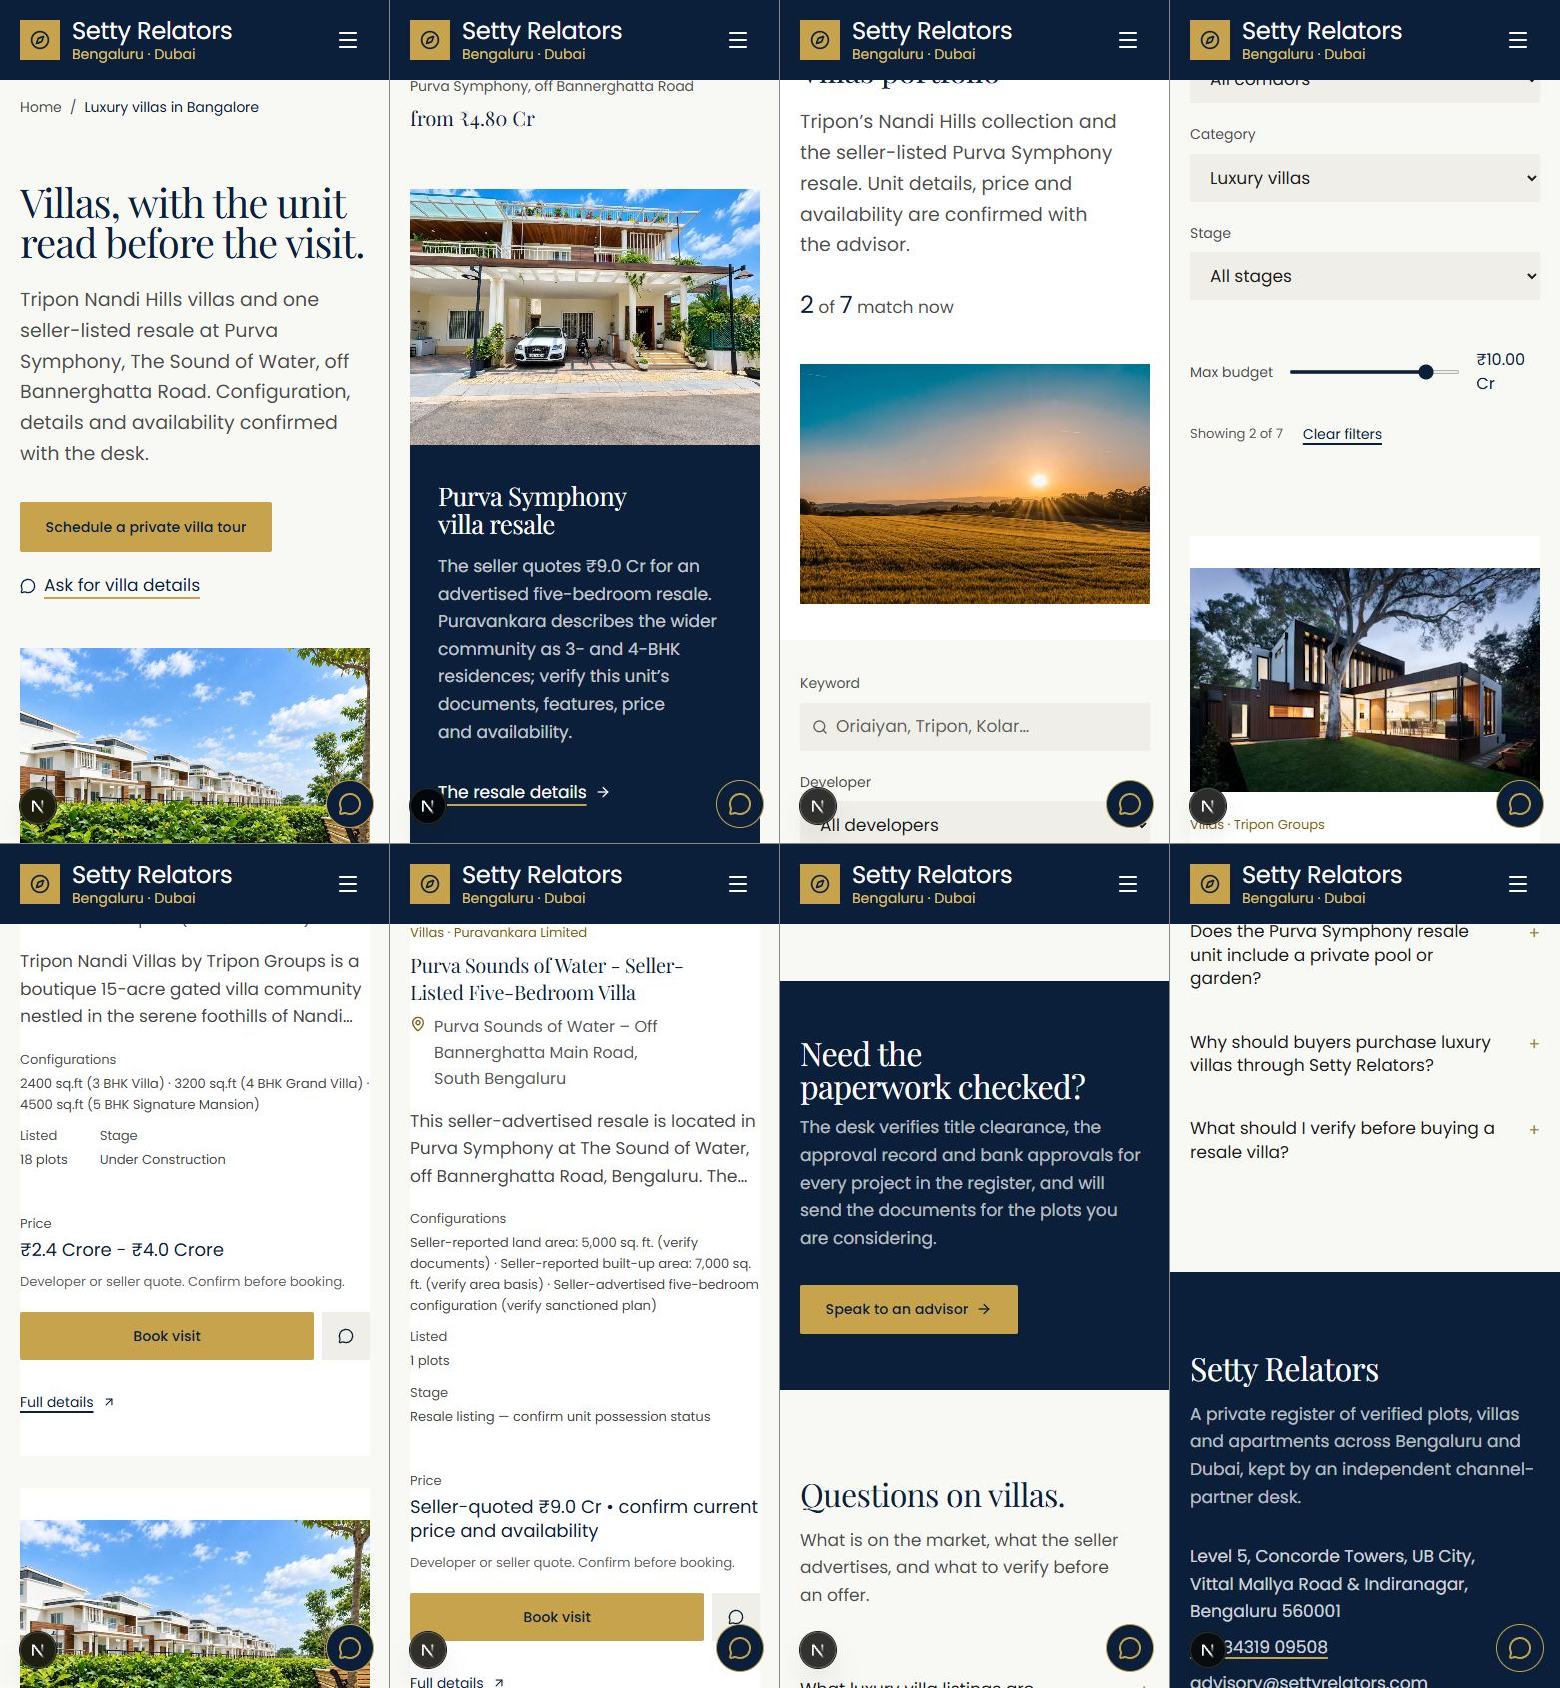 Setty Relators
Bengaluru · Dubai
Home / Luxury villas in Bangalore
Villas, with the unit
read before the visit.
Tripon Nandi Hills villas and one
seller-listed resale at Purva
Symphony, The Sound of Water, off
Bannerghatta Road. Configuration,
details and availability confirmed
with the desk.
Schedule a private villa tour
Ask for villa details
N
Setty Relators
Bengaluru · Dubai
Purva Symphony, off Bannerghatta Road
from ₹4.80 Cr
Purva Symphony
villa resale
The seller quotes ₹9.0 Cr for an
advertised five-bedroom resale.
Puravankara describes the wider
community as 3- and 4-BHK
residences; verify this unit's
documents, features, price
and availability.
The resale details →
N
Setty Relators
Bengaluru · Dubai
Villas portfolio
Tripon's Nandi Hills collection and
the seller-listed Purva Symphony
resale. Unit details, price and
availability are confirmed with
the advisor.
2 of 7 match now
Keyword
Oriaiyan, Tripon, Kolar...
Developer
All developers
N
Setty Relators
Bengaluru · Dubai
All corridors
Category
Luxury villas
Stage
All stages
Max budget
₹10.00
Cr
Showing 2 of 7
Clear filters
Villas · Tripon Groups
N
Setty Relators
Bengaluru · Dubai
Tripon Nandi Villas by Tripon Groups is a
boutique 15-acre gated villa community
nestled in the serene foothills of Nandi...
Configurations
2400 sq.ft (3 BHK Villa) · 3200 sq.ft (4 BHK Grand Villa) ·
4500 sq.ft (5 BHK Signature Mansion)
Listed Stage
18 plots Under Construction
Price
₹2.4 Crore - ₹4.0 Crore
Developer or seller quote. Confirm before booking.
Book visit
Full details ↗
N
Setty Relators
Bengaluru · Dubai
Villas · Puravankara Limited
Purva Sounds of Water - Seller-
Listed Five-Bedroom Villa
Purva Sounds of Water – Off
Bannerghatta Main Road,
South Bengaluru
This seller-advertised resale is located in
Purva Symphony at The Sound of Water,
off Bannerghatta Road, Bengaluru. The...
Configurations
Seller-reported land area: 5,000 sq. ft. (verify
documents) · Seller-reported built-up area: 7,000 sq.
ft. (verify area basis) · Seller-advertised five-bedroom
configuration (verify sanctioned plan)
Listed
1 plots
Stage
Resale listing — confirm unit possession status
Price
Seller-quoted ₹9.0 Cr • confirm current
price and availability
Developer or seller quote. Confirm before booking.
Book visit
Full details ↗
N
Setty Relators
Bengaluru · Dubai
Need the
paperwork checked?
The desk verifies title clearance, the
approval record and bank approvals for
every project in the register, and will
send the documents for the plots you
are considering.
Speak to an advisor →
Questions on villas.
What is on the market, what the seller
advertises, and what to verify before
an offer.
What luxury villa listings are
N
Setty Relators
Bengaluru · Dubai
Does the Purva Symphony resale +
unit include a private pool or
garden?
Why should buyers purchase luxury +
villas through Setty Relators?
What should I verify before buying a +
resale villa?
Setty Relators
A private register of verified plots, villas
and apartments across Bengaluru and
Dubai, kept by an independent channel-
partner desk.
Level 5, Concorde Towers, UB City,
Vittal Mallya Road & Indiranagar,
Bengaluru 560001
34319 09508
advisory@settyrelators.com
N